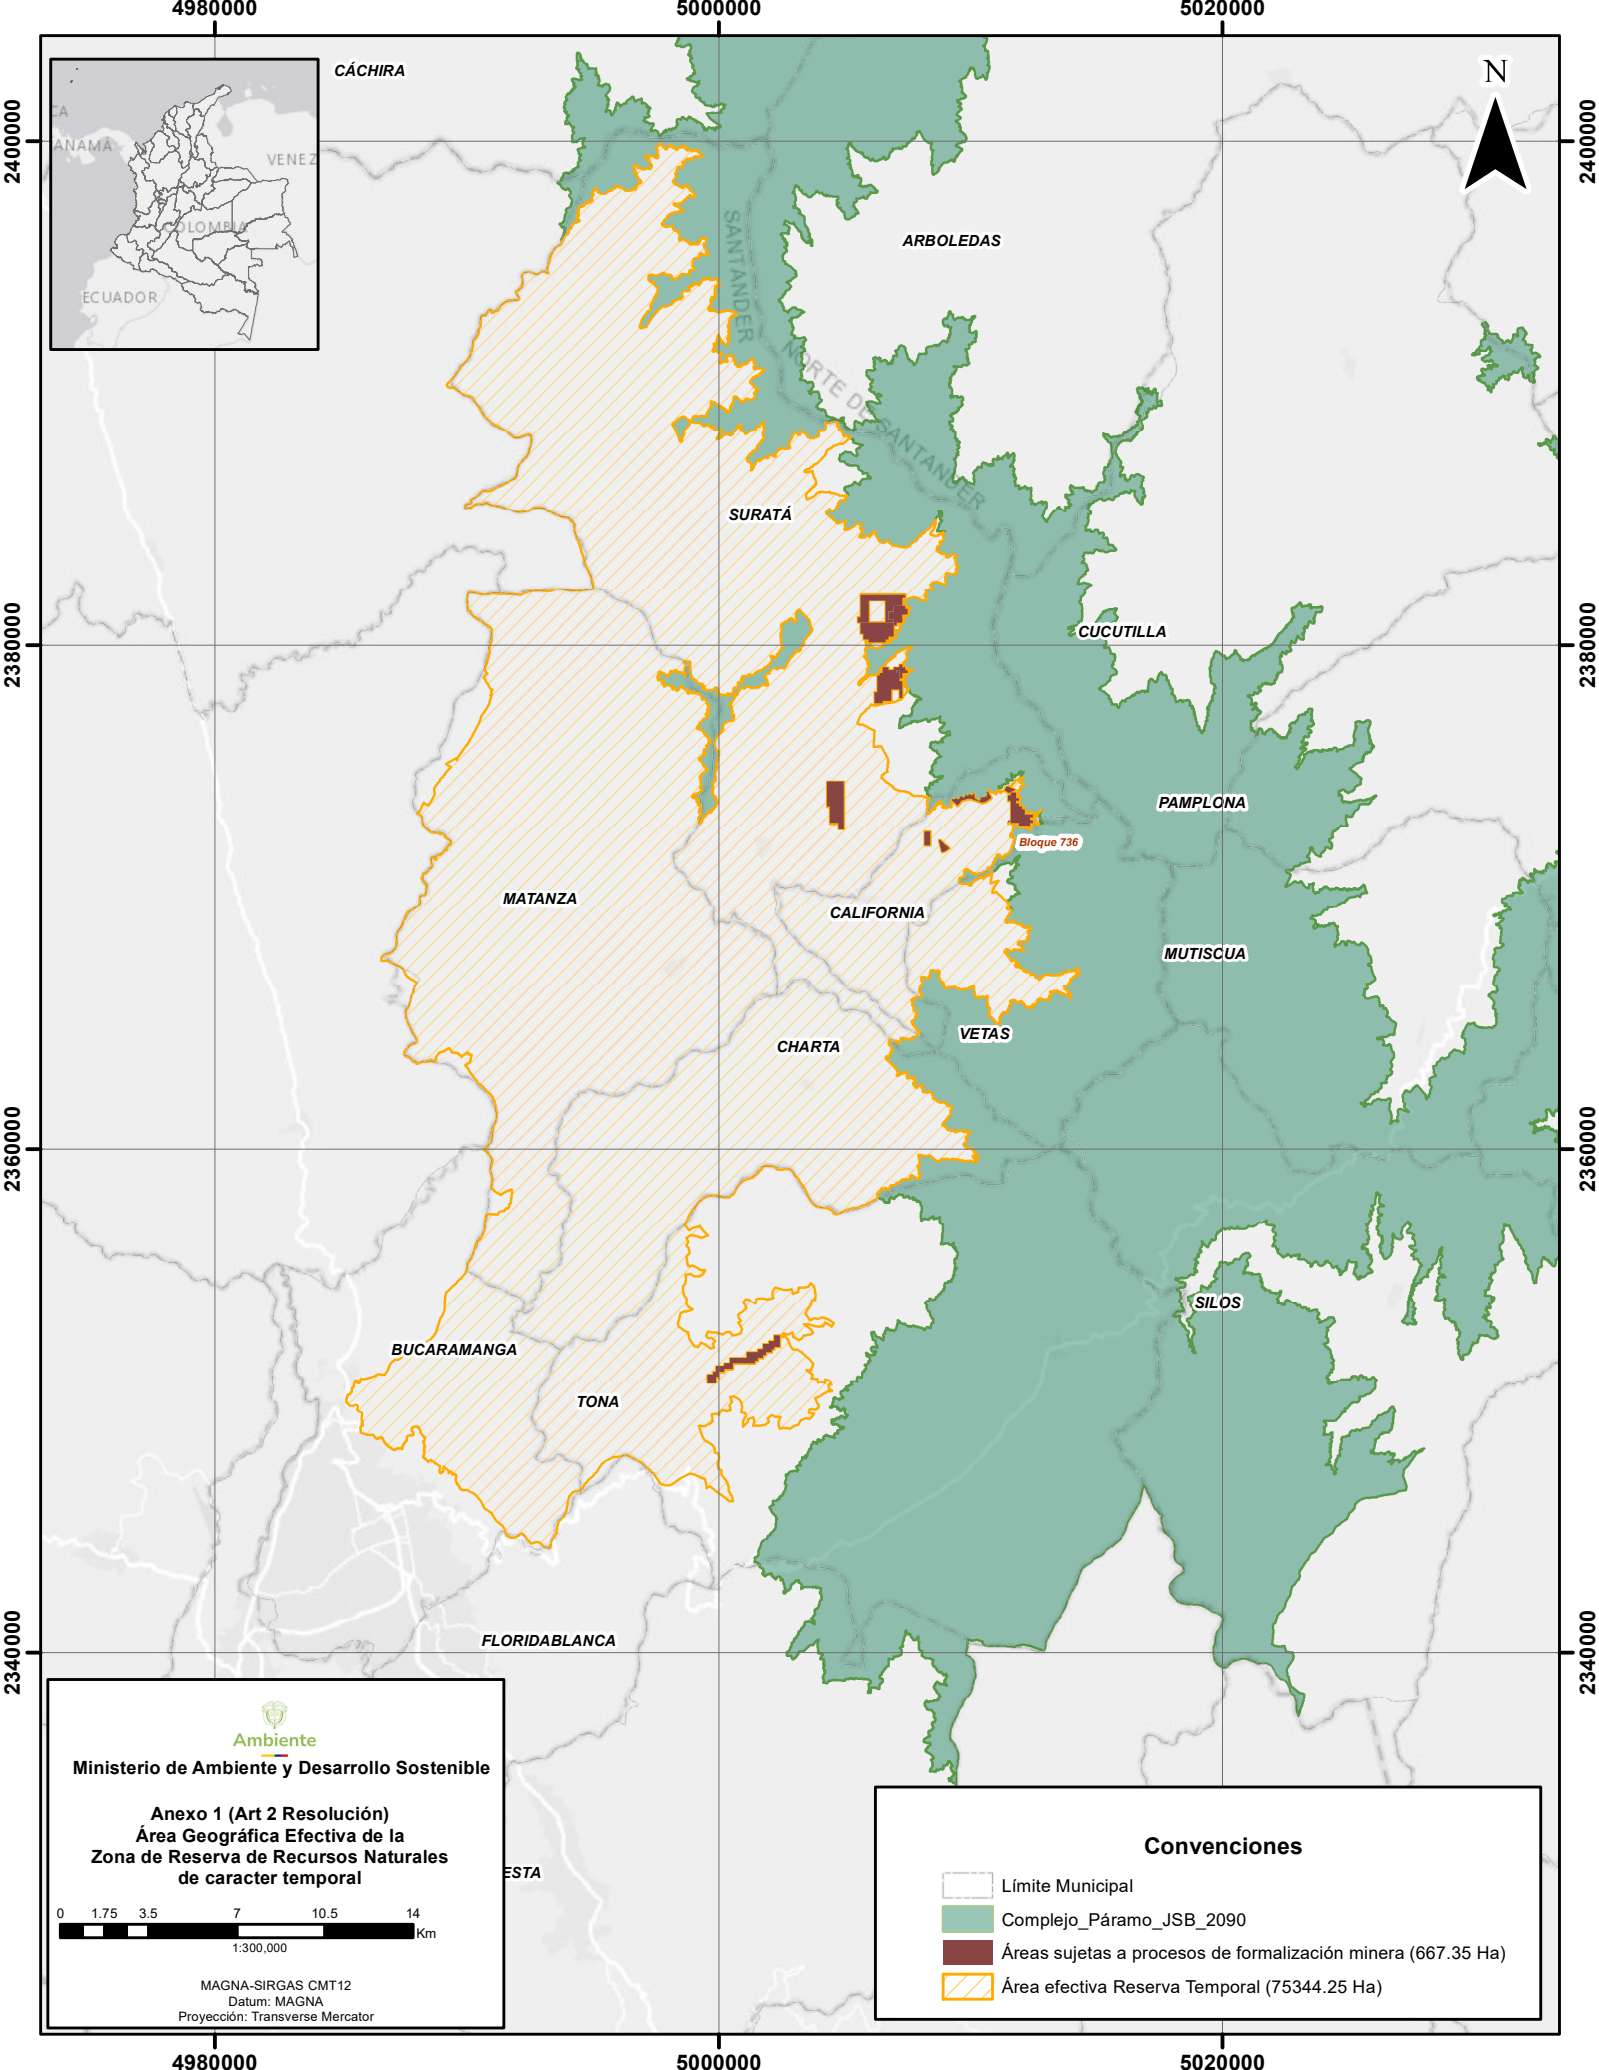 4980000
5000000
5020000
2400000
2400000
CÁCHIRA
N
CA
ANAMÁ
VENEZ
COLOMBIA
ECUADOR
ARBOLEDAS
SANTANDER
NORTE DE SANTANDER
SURATÁ
2380000
2380000
CUCUTILLA
PAMPLONA
Bloque 736
MATANZA
CALIFORNIA
MUTISCUA
VETAS
CHARTA
2360000
2360000
SILOS
BUCARAMANGA
TONA
FLORIDABLANCA
2340000
2340000
Ambiente
Ministerio de Ambiente y Desarrollo Sostenible
Anexo 1 (Art 2 Resolución)
Área Geográfica Efectiva de la
Zona de Reserva de Recursos Naturales
de caracter temporal
ESTA
0 1.75 3.5 7 10.5 14
Km
1:300,000
MAGNA-SIRGAS CMT12
Datum: MAGNA
Proyección: Transverse Mercator
Convenciones
Límite Municipal
Complejo_Páramo_JSB_2090
Áreas sujetas a procesos de formalización minera (667.35 Ha)
Área efectiva Reserva Temporal (75344.25 Ha)
4980000
5000000
5020000